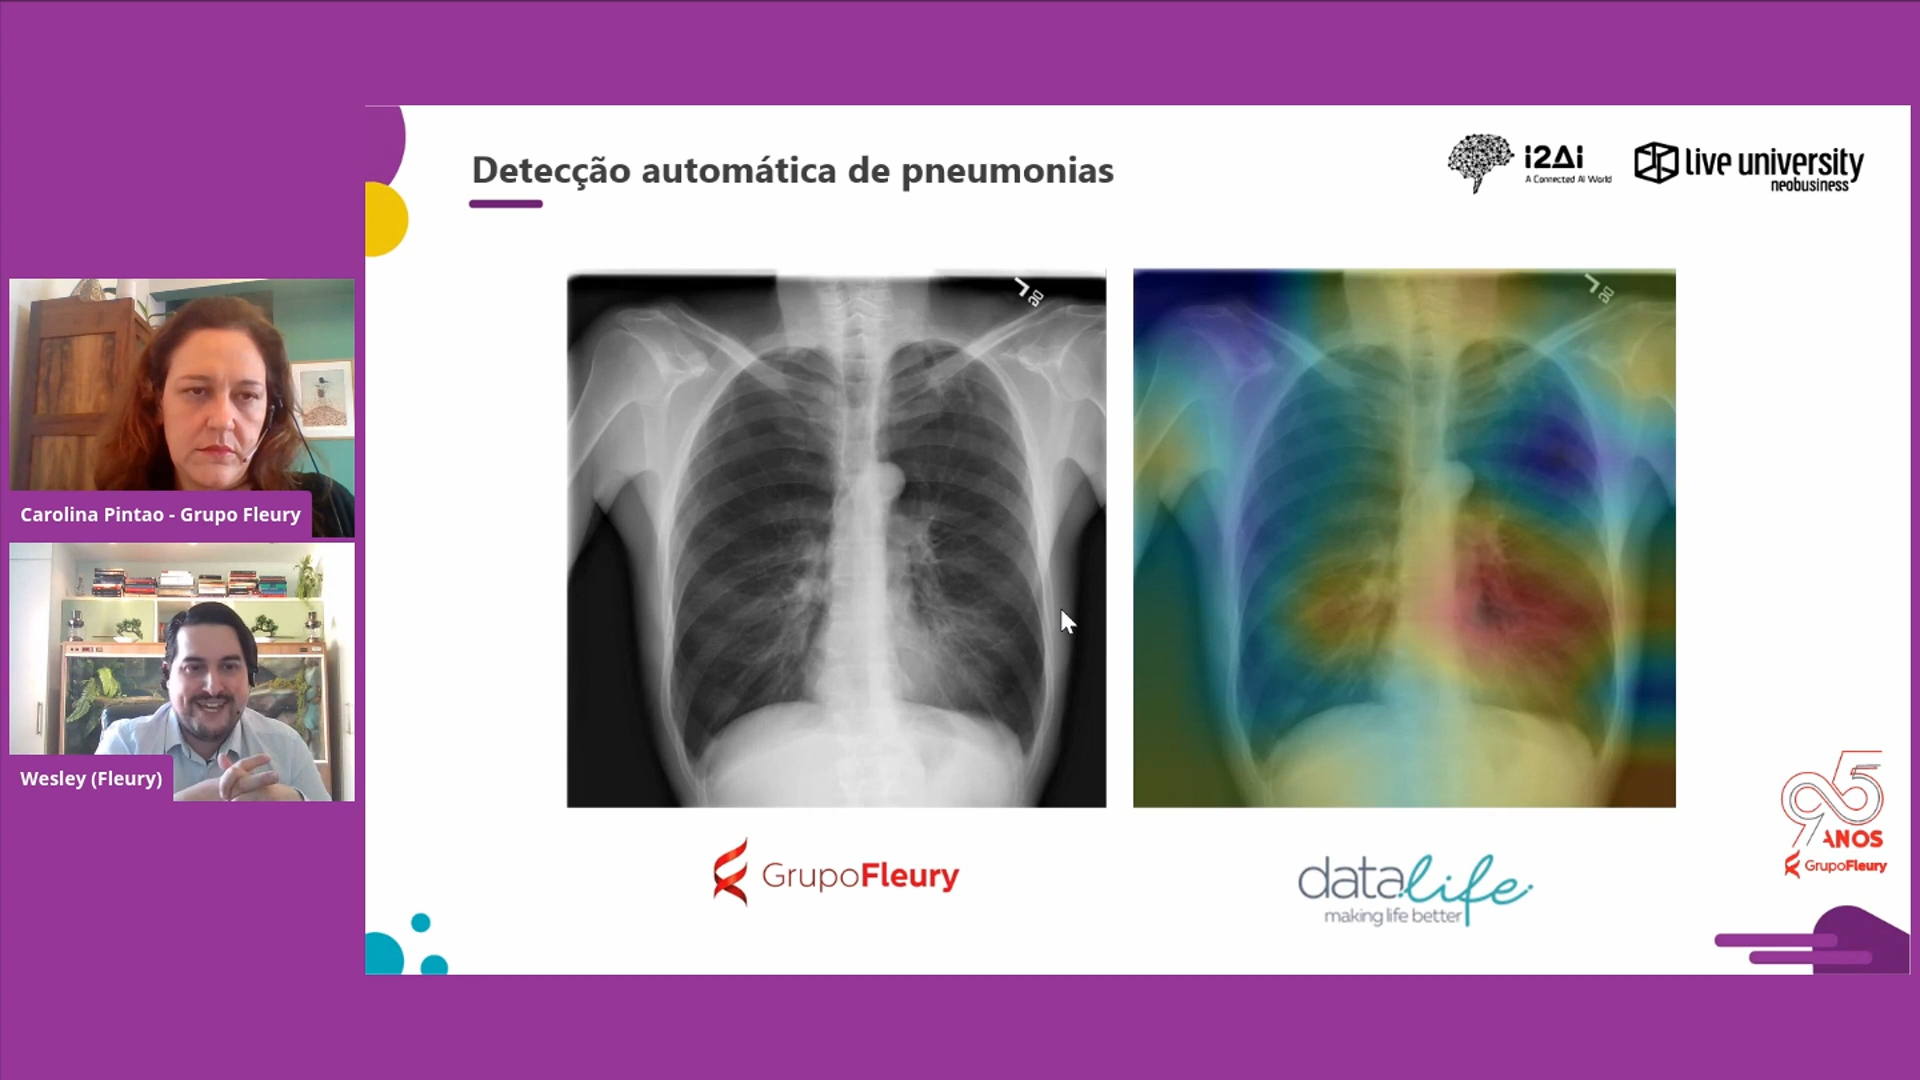 Detecção automática de pneumonias
i2Ai
A Connected AI World
live university
neobusiness
Carolina Pintao - Grupo Fleury
Wesley (Fleury)
L
GrupoFleury
datalife
making life better
95
ANOS
GrupoFleury